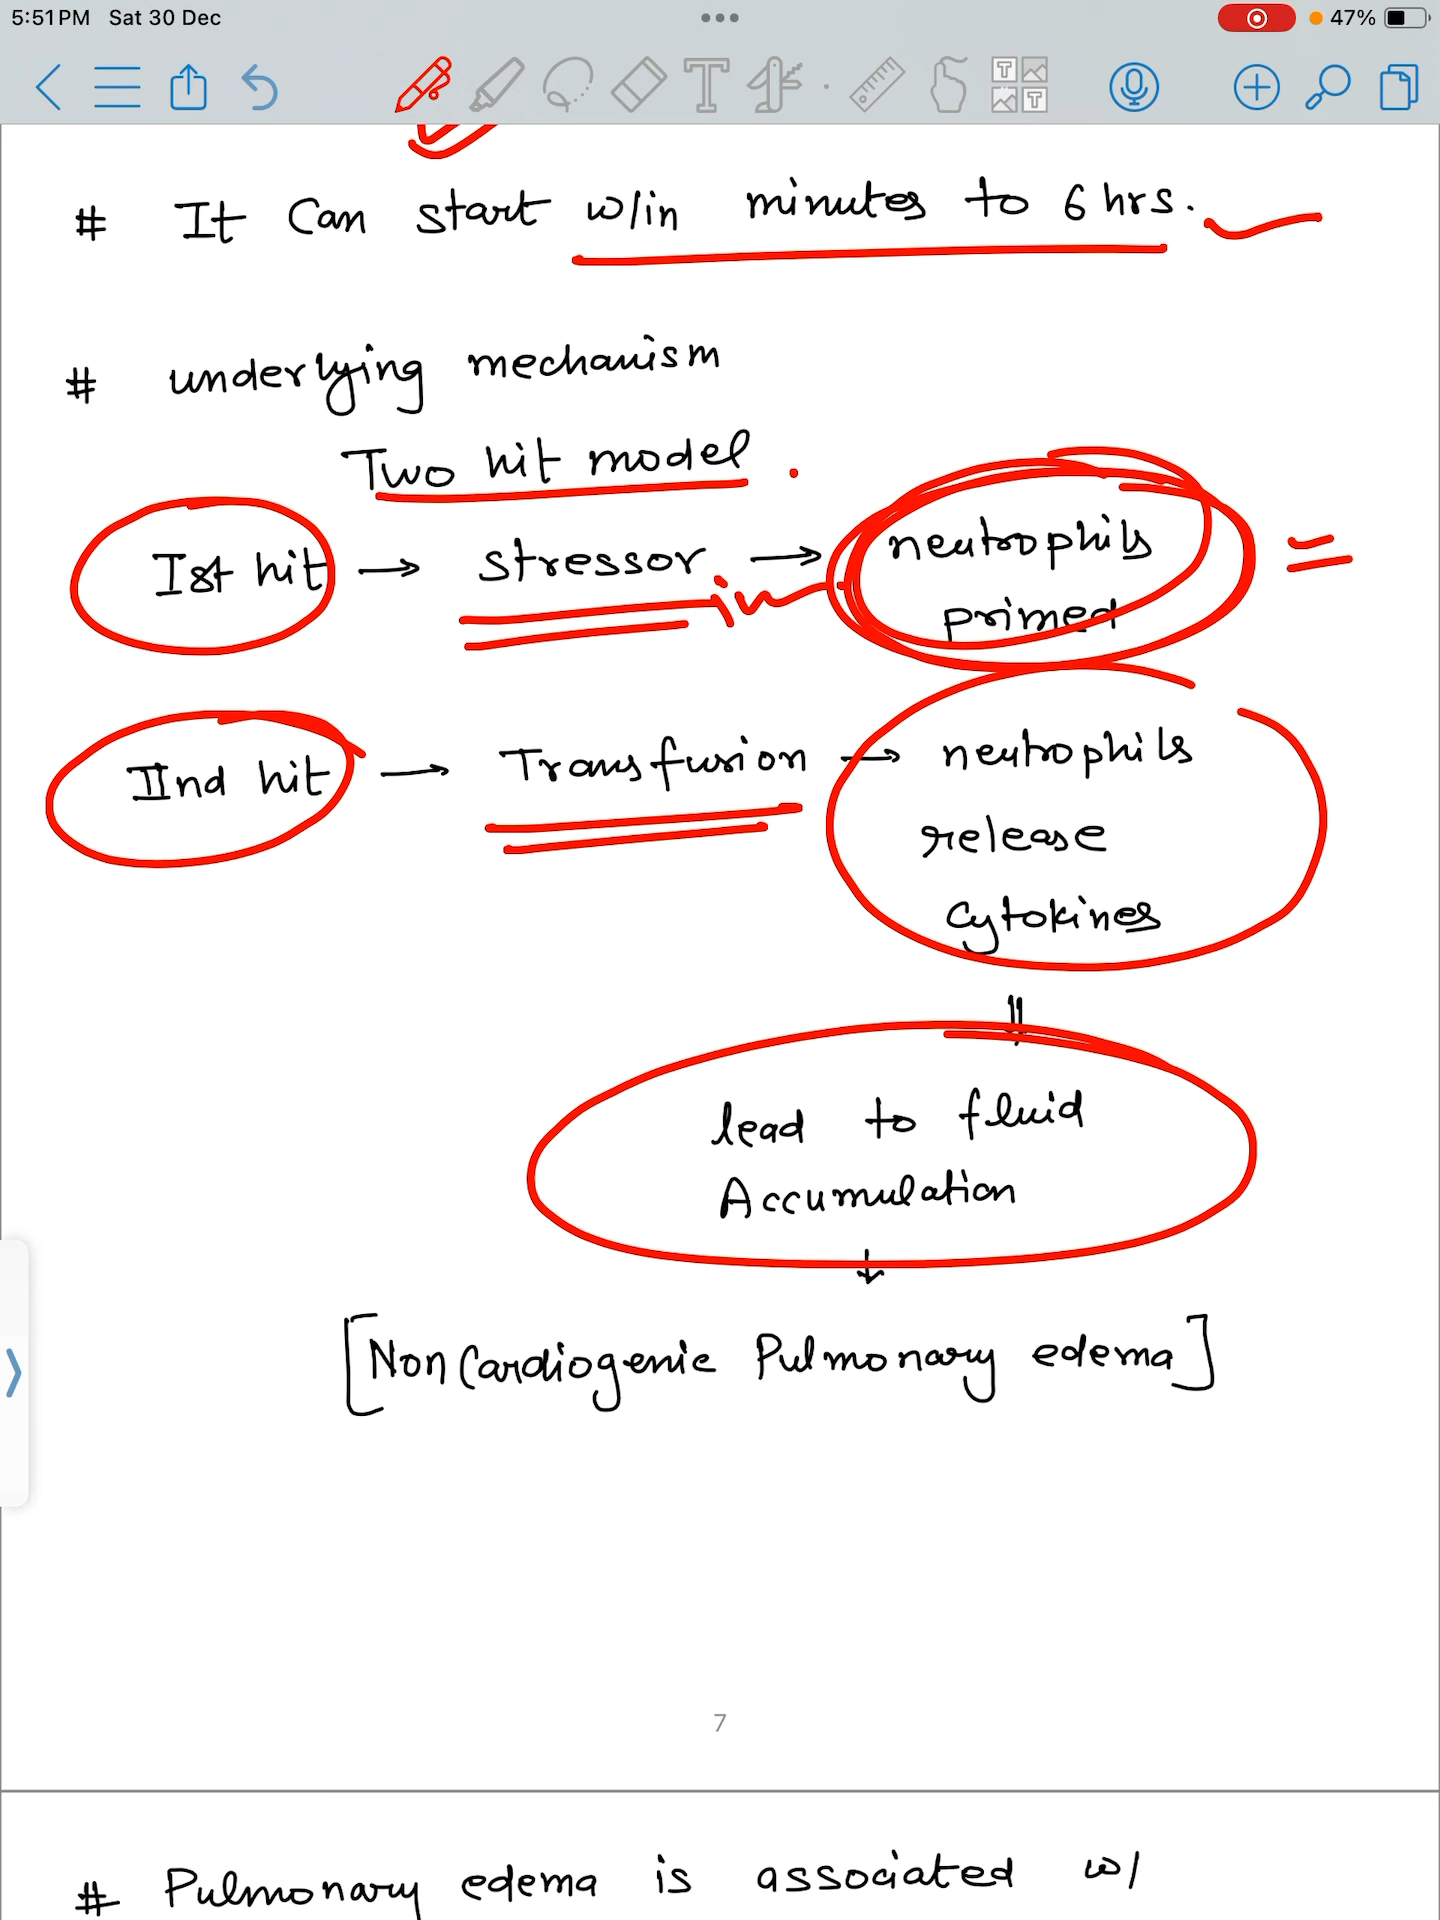 5:51 PM Sat 30 Dec
47%
# It Can start w/in minutes to 6 hrs.
# underlying mechanism
Two hit model
Ist hit → stressor → neutrophils primed
IInd hit → Transfusion → neutrophils
release
cytokines
lead to fluid
Accumulation
↓
[Non Cardiogenic Pulmonary edema]
7
# Pulmonary edema is associated w/